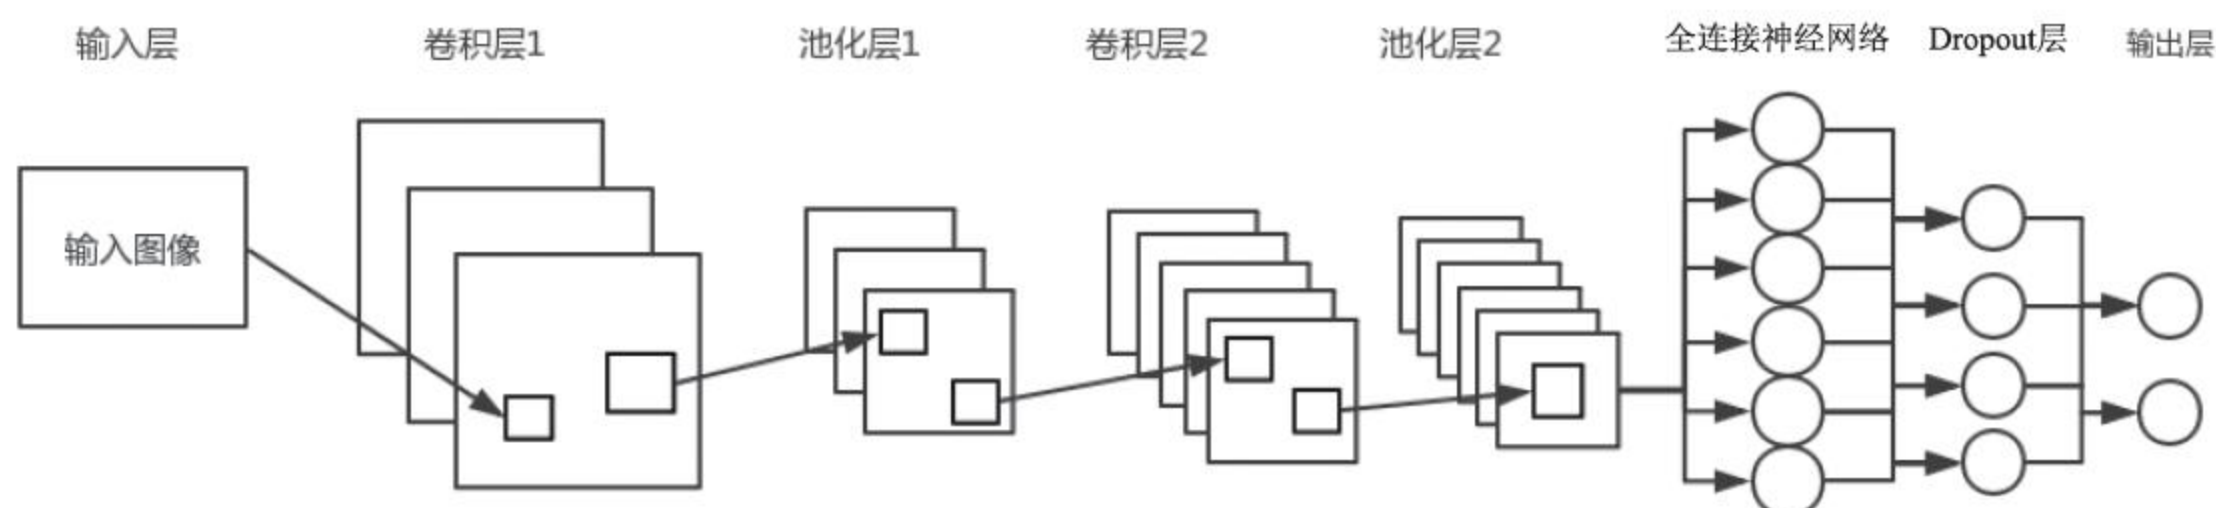 输入层
卷积层1
池化层1
卷积层2
池化层2
全连接神经网络
Dropout层
输出层
输入图像